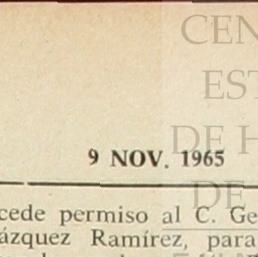 CEN
EST
DE H
DE
9 NOV. 1965
cede permiso al C. Ge
ázquez Ramírez, para